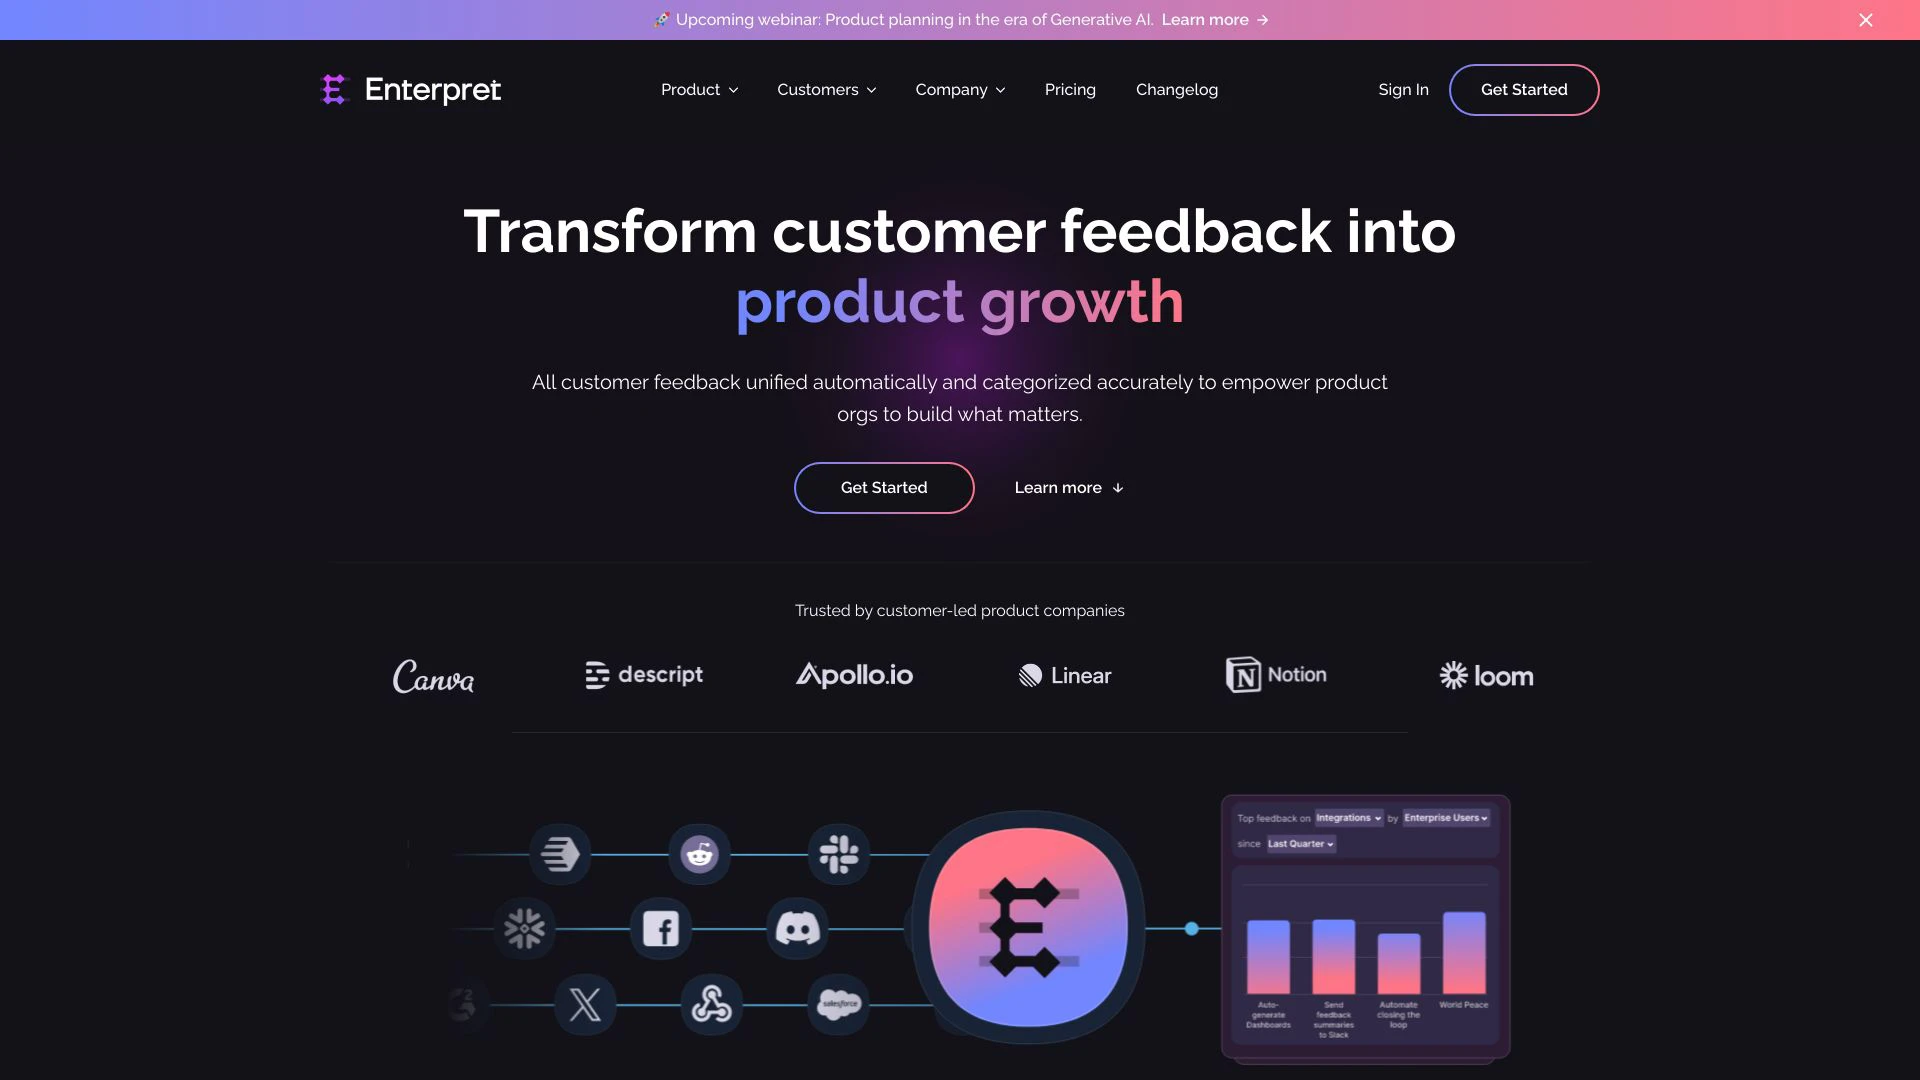 🚀 Upcoming webinar: Product planning in the era of Generative AI. Learn more →
Enterpret
Product
Customers
Company
Pricing
Changelog
Sign In
Get Started
Transform customer feedback into
product growth
All customer feedback unified automatically and categorized accurately to empower product
orgs to build what matters.
Get Started
Learn more ↓
Trusted by customer-led product companies
Canva
descript
Apollo.io
Linear
Notion
loom
salesforce
Top feedback on Integrations by Enterprise Users
since Last Quarter
Auto-
generate
Dashboards
Send
feedback
summaries
to Slack
Automate
closing the
loop
World Peace